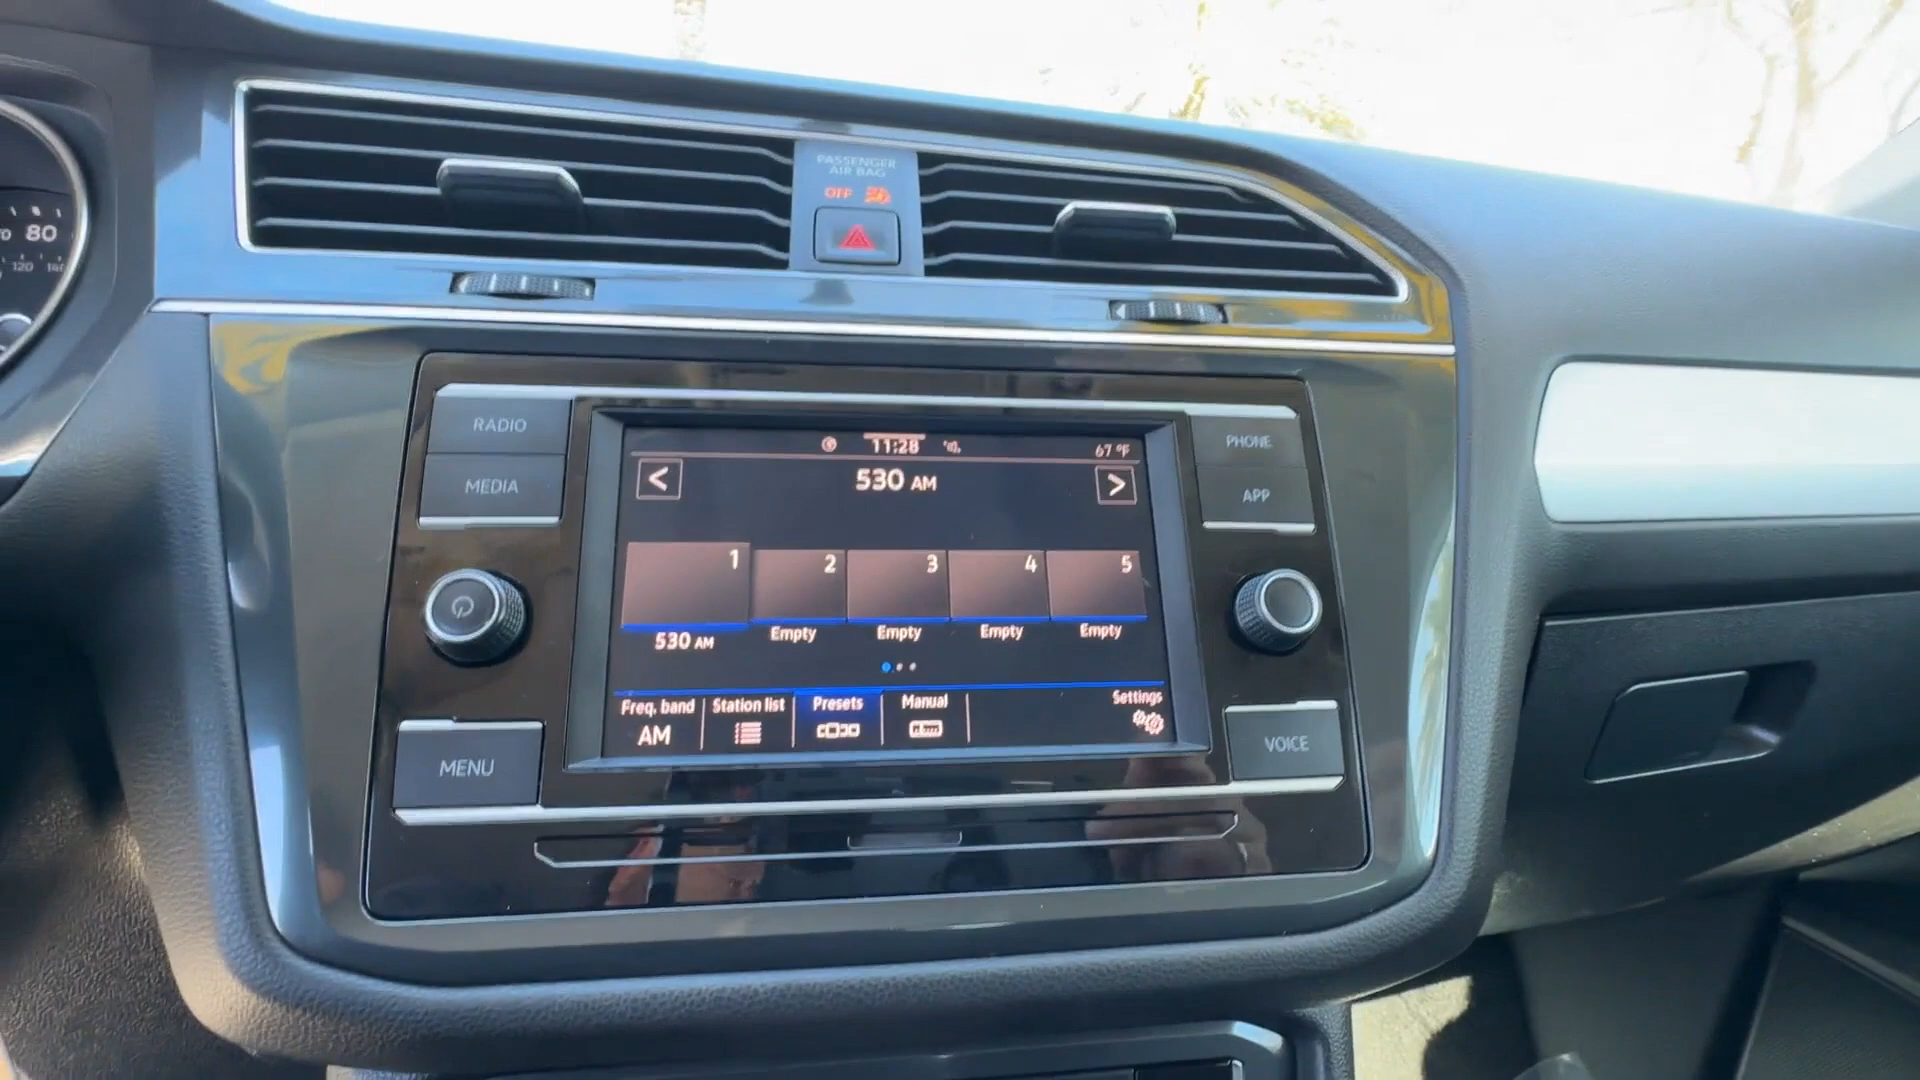 PASSENGER
AIR BAG
OFF
80
120
RADIO
MEDIA
MENU
PHONE
APP
VOICE
11:28
67 °F
<
530 AM
>
1
2
3
4
5
530 AM
Empty
Empty
Empty
Empty
Freq. band
AM
Station list
Presets
Manual
Settings